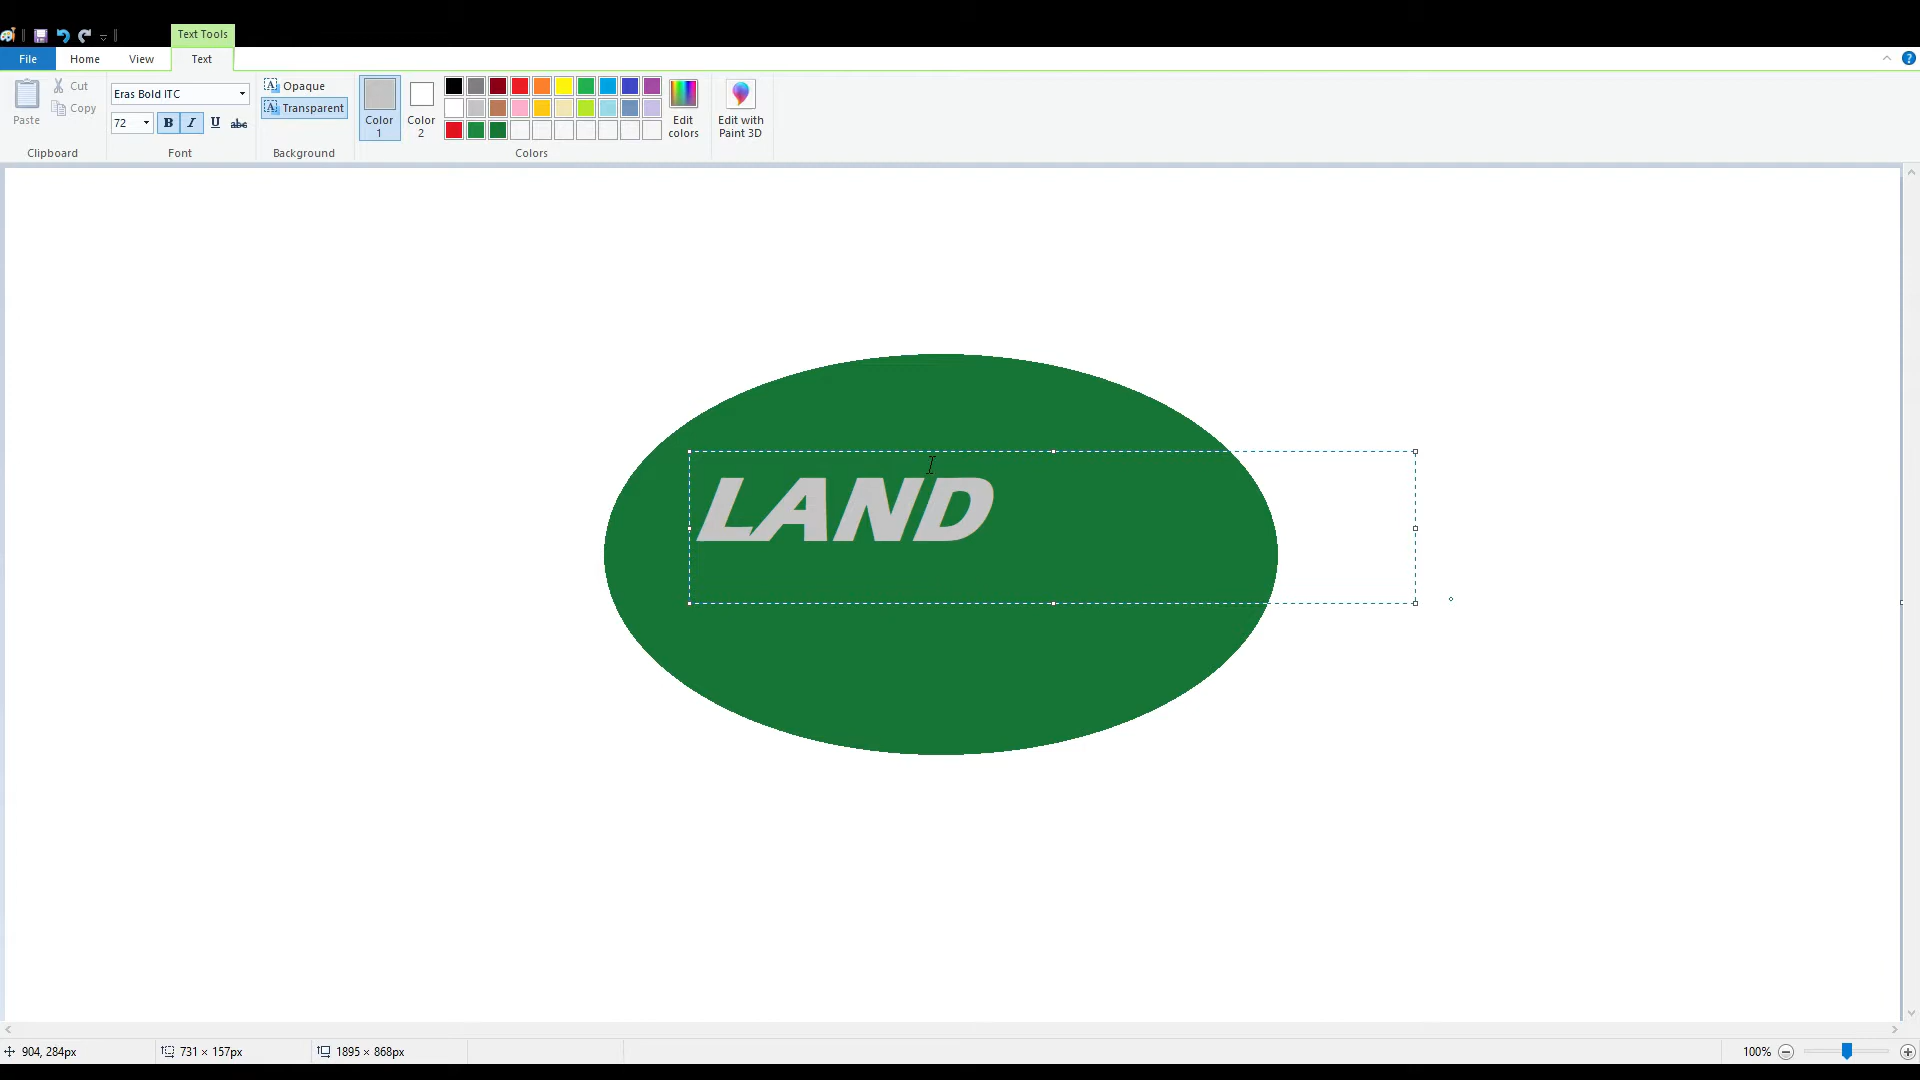 Text Tools
File Home View Text
Paste
Cut
Copy
Clipboard
Eras Bold ITC
72 B I U abc
Font
A Opaque
A Transparent
Background
Color 1
Color 2
Edit colors
Colors
Edit with Paint 3D
?
LAND
904, 284px 731 × 157px 1895 × 868px 100%